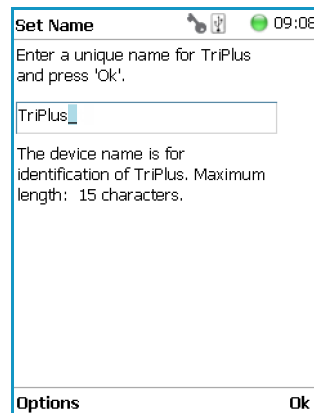 Set Name 09:08
Enter a unique name for TriPlus
and press 'Ok'.
TriPlus_
The device name is for
identification of TriPlus. Maximum
length: 15 characters.
Options Ok